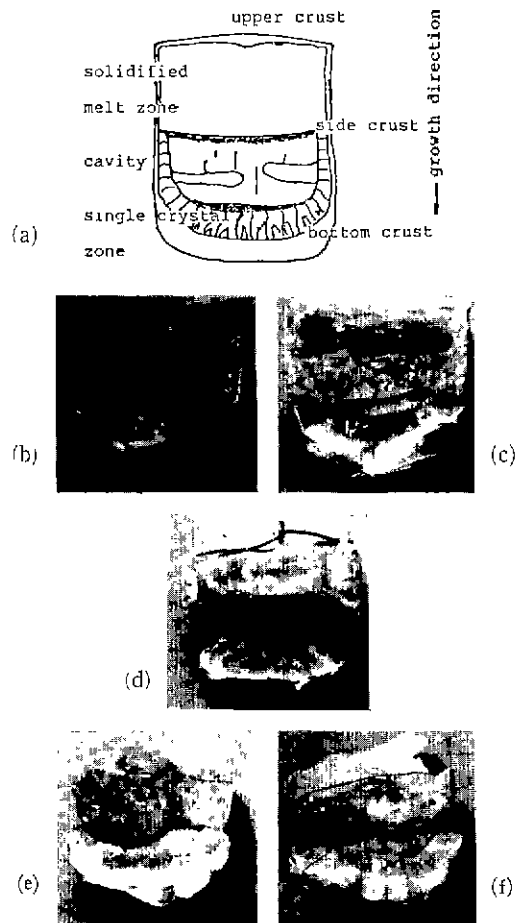 upper crust
solidified
melt zone
side crust
cavity
single crystal
bottom crust
zone
growth direction
(a)
(b)
(c)
(d)
(e)
(f)